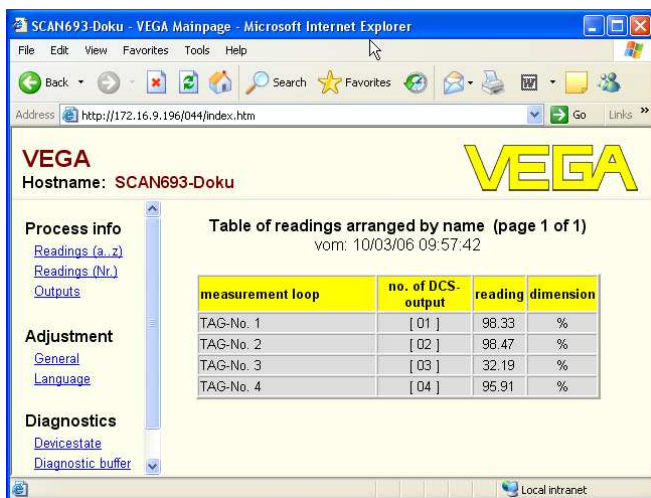 SCAN693-Doku - VEGA Mainpage - Microsoft Internet Explorer
File Edit View Favorites Tools Help
Back Search Favorites
Address http://172.16.9.196/044/index.htm Go Links »
VEGA
Hostname: SCAN693-Doku
VEGA
Process info
Readings (a..z)
Readings (Nr.)
Outputs
Adjustment
General
Language
Diagnostics
Devicestate
Diagnostic buffer
Table of readings arranged by name (page 1 of 1)
vom: 10/03/06 09:57:42
measurement loop no. of DCS-output reading dimension
TAG-No. 1 [ 01 ] 98.33 %
TAG-No. 2 [ 02 ] 98.47 %
TAG-No. 3 [ 03 ] 32.19 %
TAG-No. 4 [ 04 ] 95.91 %
Local intranet